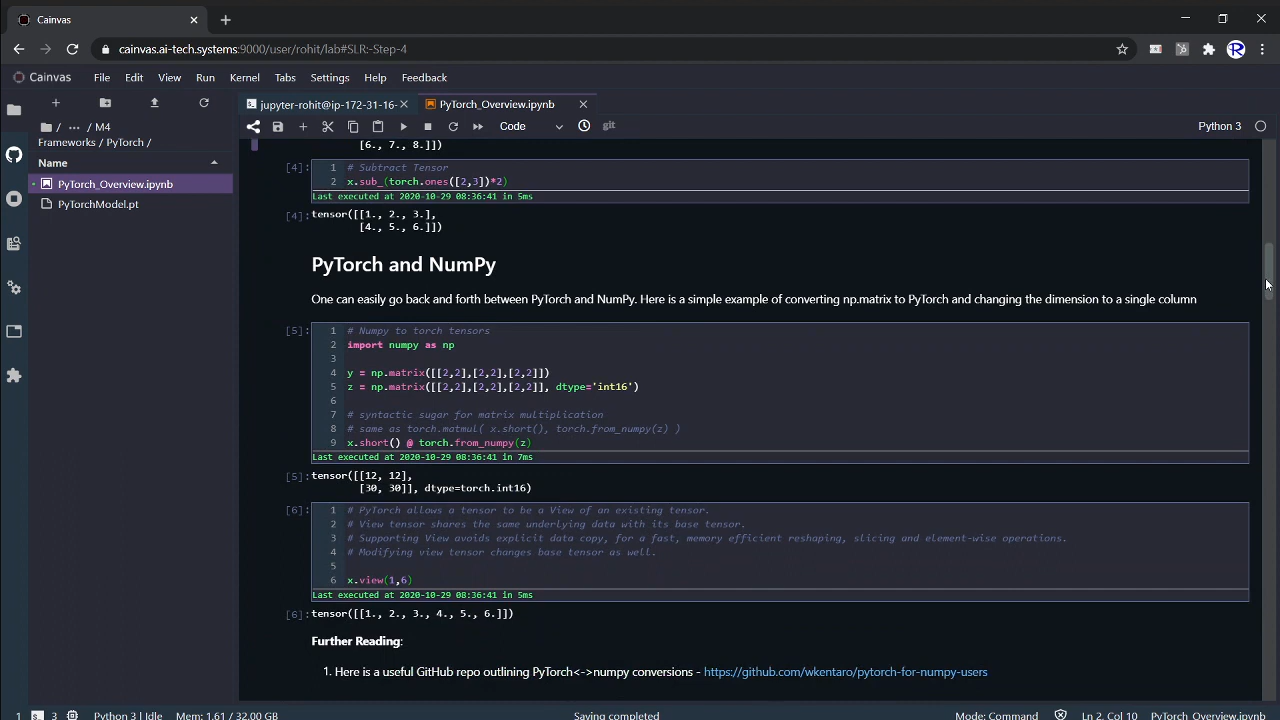 Cainvas
cainvas.ai-tech.systems:9000/user/rohit/lab#SLR:-Step-4
Cainvas File Edit View Run Kernel Tabs Settings Help Feedback
jupyter-rohit@ip-172-31-16-
PyTorch_Overview.ipynb
Code
git
Python 3
/ ... / M4
Frameworks / PyTorch /
Name
PyTorch_Overview.ipynb
PyTorchModel.pt
[6., 7., 8.]])
[4]:
1 # Subtract Tensor
2 x.sub_(torch.ones([2,3])*2)
Last executed at 2020-10-29 08:36:41 in 5ms
[4]: tensor([[1., 2., 3.],
[4., 5., 6.]])
PyTorch and NumPy
One can easily go back and forth between PyTorch and NumPy. Here is a simple example of converting np.matrix to PyTorch and changing the dimension to a single column
[5]:
1 # Numpy to torch tensors
2 import numpy as np
3
4 y = np.matrix([[2,2],[2,2],[2,2]])
5 z = np.matrix([[2,2],[2,2],[2,2]], dtype='int16')
6
7 # syntactic sugar for matrix multiplication
8 # same as torch.matmul( x.short(), torch.from_numpy(z) )
9 x.short() @ torch.from_numpy(z)
Last executed at 2020-10-29 08:36:41 in 7ms
[5]: tensor([[12, 12],
[30, 30]], dtype=torch.int16)
[6]:
1 # PyTorch allows a tensor to be a View of an existing tensor.
2 # View tensor shares the same underlying data with its base tensor.
3 # Supporting View avoids explicit data copy, for a fast, memory efficient reshaping, slicing and element-wise operations.
4 # Modifying view tensor changes base tensor as well.
5
6 x.view(1,6)
Last executed at 2020-10-29 08:36:41 in 5ms
[6]: tensor([[1., 2., 3., 4., 5., 6.]])
Further Reading:
1. Here is a useful GitHub repo outlining PyTorch<->numpy conversions - https://github.com/wkentaro/pytorch-for-numpy-users
1 3 Python 3 | Idle Mem: 1.61 / 32.00 GB Saving completed Mode: Command Ln 2, Col 10 PyTorch_Overview.ipynb